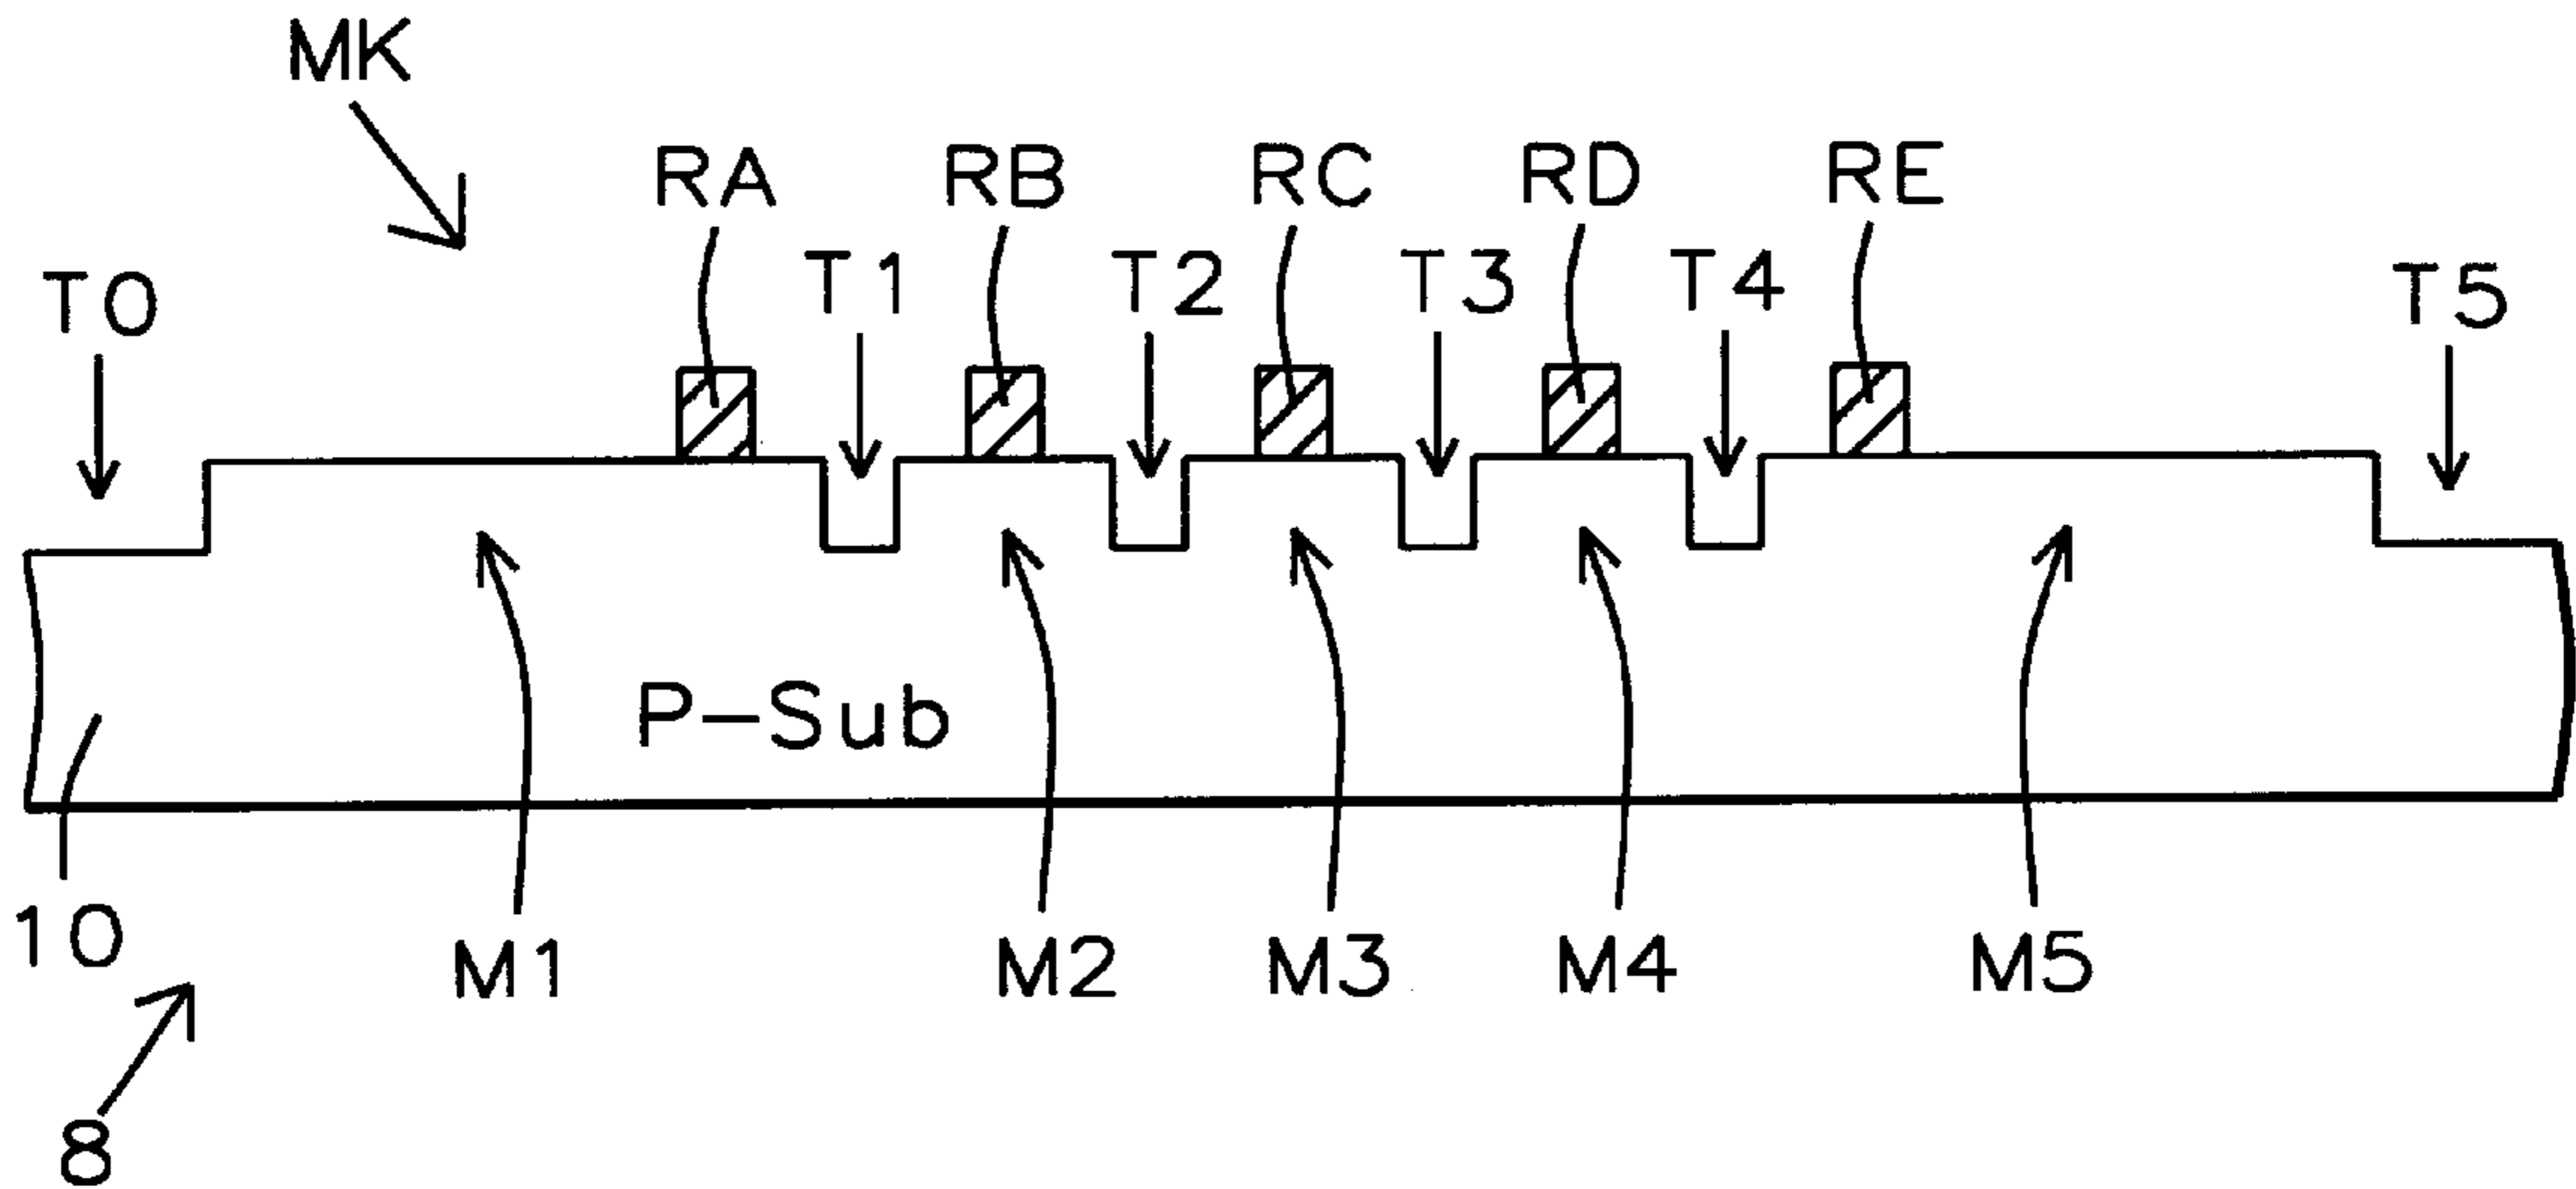 MK
RA RB RC RD RE
T0 T1 T2 T3 T4 T5
P-Sub
10 M1 M2 M3 M4 M5
8